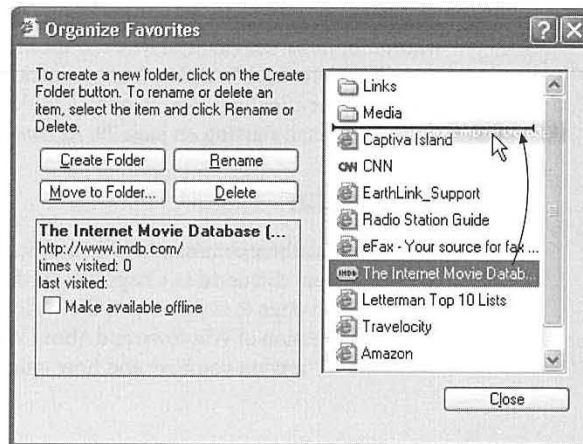 Organize Favorites
To create a new folder, click on the Create
Folder button. To rename or delete an
item, select the item and click Rename or
Delete.
Create Folder
Rename
Move to Folder...
Delete
The Internet Movie Database (...
http://www.imdb.com/
times visited: 0
last visited:
Make available offline
Links
Media
Captiva Island
CNN CNN
EarthLink_Support
Radio Station Guide
eFax - Your source for fax ...
IMDb The Internet Movie Datab...
Letterman Top 10 Lists
Travelocity
Amazon
Close